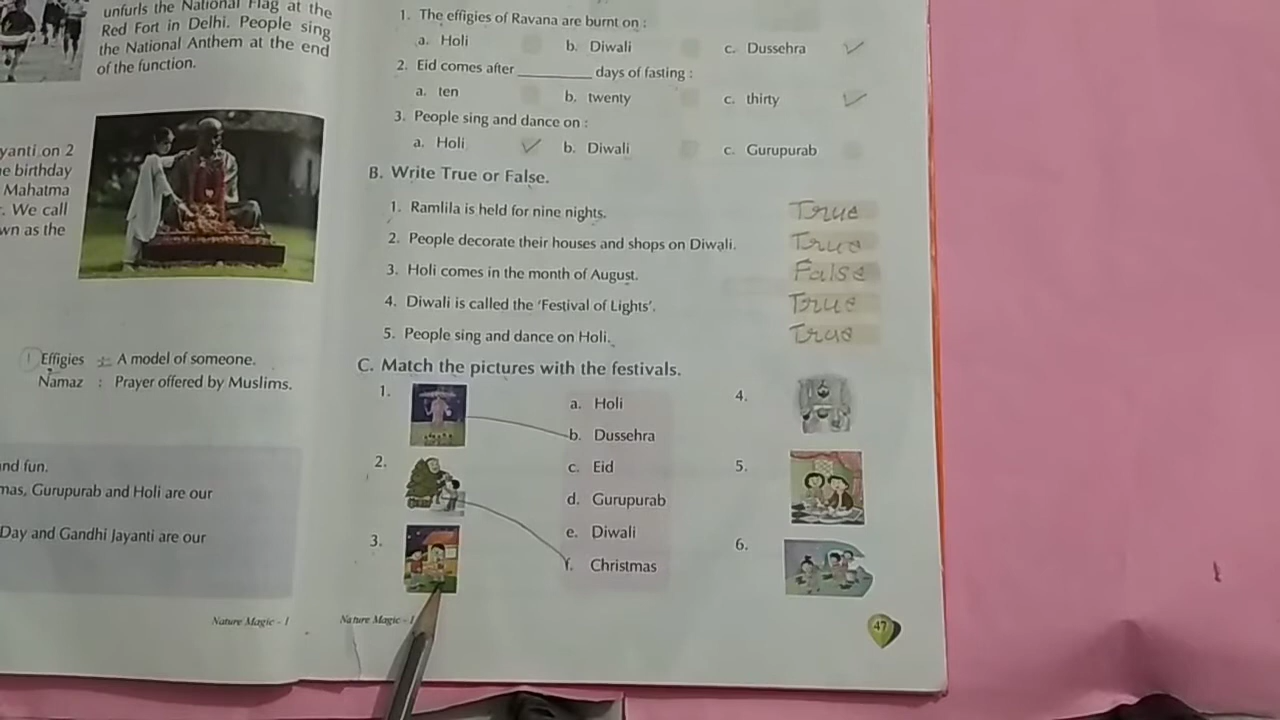 unfurls the National Flag at the
Red Fort in Delhi. People sing
the National Anthem at the end
of the function.
yanti on 2
e birthday
Mahatma
. We call
wn as the
Effigies : A model of someone.
Namaz : Prayer offered by Muslims.
nd fun.
mas, Gurupurab and Holi are our
Day and Gandhi Jayanti are our
Nature Magic - 1
1. The effigies of Ravana are burnt on :
a. Holi b. Diwali c. Dussehra ✓
2. Eid comes after ________ days of fasting :
a. ten b. twenty c. thirty ✓
3. People sing and dance on :
a. Holi ✓ b. Diwali c. Gurupurab
B. Write True or False.
1. Ramlila is held for nine nights. True
2. People decorate their houses and shops on Diwali. True
3. Holi comes in the month of August. False
4. Diwali is called the 'Festival of Lights'. True
5. People sing and dance on Holi. True
C. Match the pictures with the festivals.
1. a. Holi 4.
b. Dussehra
2. c. Eid 5.
d. Gurupurab
3. e. Diwali 6.
f. Christmas
Nature Magic - 1
47